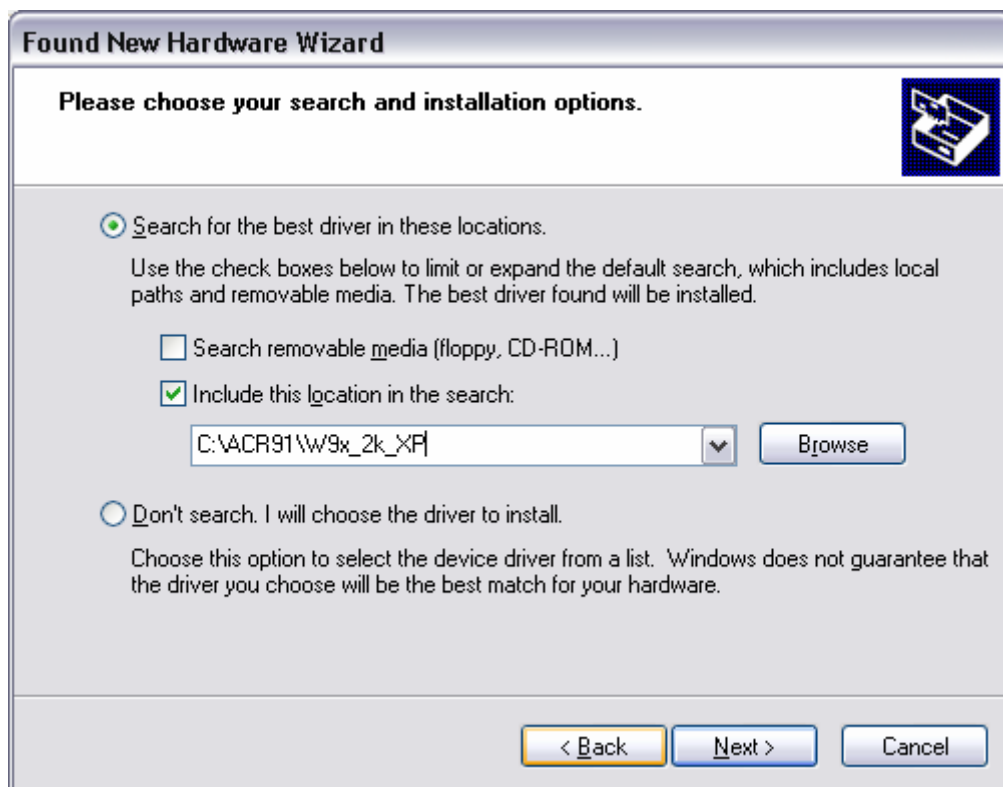 Found New Hardware Wizard
Please choose your search and installation options.
Search for the best driver in these locations.
Use the check boxes below to limit or expand the default search, which includes local
paths and removable media. The best driver found will be installed.
Search removable media (floppy, CD-ROM...)
Include this location in the search:
C:\ACR91\W9x_2k_XP
Browse
Don't search. I will choose the driver to install.
Choose this option to select the device driver from a list.  Windows does not guarantee that
the driver you choose will be the best match for your hardware.
< Back
Next >
Cancel